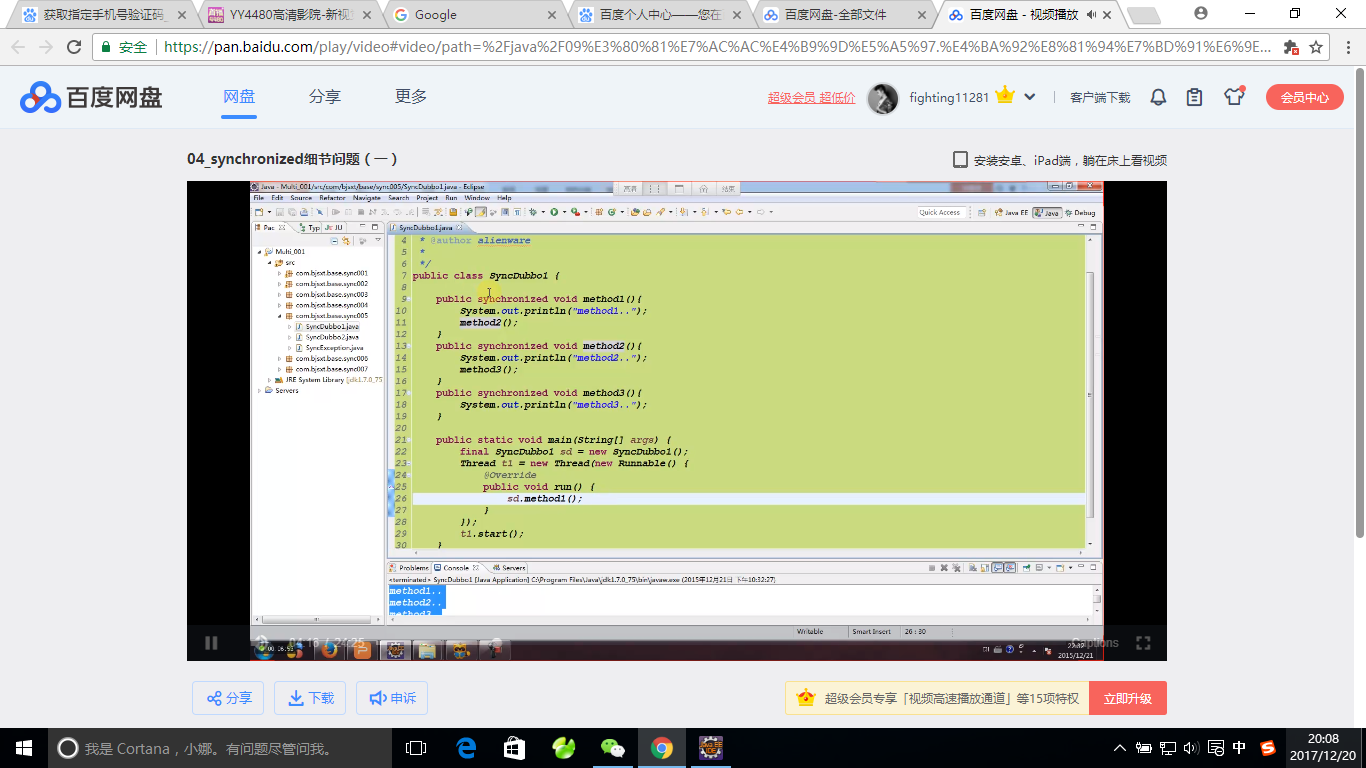 获取指定手机号验证码_
YY4480高清影院-新视
Google
百度个人中心——您在
百度网盘-全部文件
百度网盘 - 视频播放
安全 https://pan.baidu.com/play/video#video/path=%2Fjava%2F09%E3%80%81%E7%AC%AC%E4%B9%9D%E5%A5%97.%E4%BA%92%E8%81%94%E7%BD%91%E6%9E...
百度网盘
网盘
分享
更多
超级会员 超低价
fighting11281
客户端下载
会员中心
04_synchronized细节问题（一）
安装安卓、iPad端，躺在床上看视频
Java - Multi_001/src/com/bjsxt/base/sync005/SyncDubbo1.java - Eclipse
File Edit Source Refactor Navigate Search Project Run Window Help
Quick Access
Java EE Java Debug
Pac Typ JU
SyncDubbo1.java
Multi_001
src
com.bjsxt.base.sync001
com.bjsxt.base.sync002
com.bjsxt.base.sync003
com.bjsxt.base.sync004
com.bjsxt.base.sync005
SyncDubbo1.java
SyncDubbo2.java
SyncException.java
com.bjsxt.base.sync006
com.bjsxt.base.sync007
JRE System Library [jdk1.7.0_75]
Servers
4 * @author alienware
5 *
6 */
7 public class SyncDubbo1 {
8
9 public synchronized void method1(){
10 System.out.println("method1..");
11 method2();
12 }
13 public synchronized void method2(){
14 System.out.println("method2..");
15 method3();
16 }
17 public synchronized void method3(){
18 System.out.println("method3..");
19 }
20
21 public static void main(String[] args) {
22 final SyncDubbo1 sd = new SyncDubbo1();
23 Thread t1 = new Thread(new Runnable() {
24 @Override
25 public void run() {
26 sd.method1();
27 }
28 });
29 t1.start();
30 }
Problems Console Servers
<terminated> SyncDubbo1 [Java Application] C:\Program Files\Java\jdk1.7.0_75\bin\javaw.exe (2015年12月21日 下午10:32:27)
method1..
method2..
method3..
Writable Smart Insert 26 : 30
04:16 / 24:25
Captions
2015/12/21
分享
下载
申诉
超级会员专享「视频高速播放通道」等15项特权
立即升级
我是 Cortana，小娜。有问题尽管问我。
中
20:08
2017/12/20